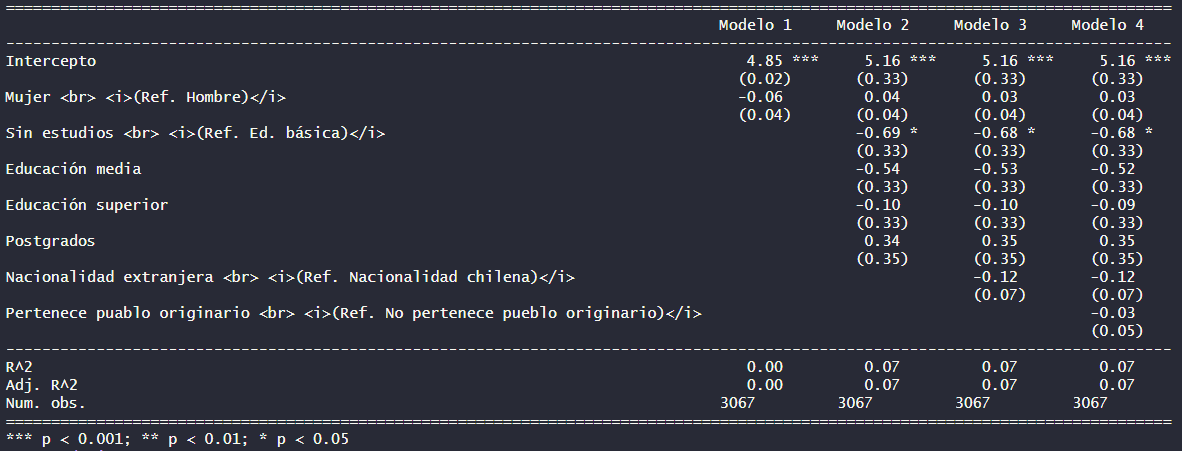 ==========================================================================================
Modelo 1 Modelo 2 Modelo 3 Modelo 4
------------------------------------------------------------------------------------------
Intercepto 4.85 *** 5.16 *** 5.16 *** 5.16 ***
(0.02) (0.33) (0.33) (0.33)
Mujer <br> <i>(Ref. Hombre)</i> -0.06 0.04 0.03 0.03
(0.04) (0.04) (0.04) (0.04)
Sin estudios <br> <i>(Ref. Ed. básica)</i> -0.69 * -0.68 * -0.68 *
(0.33) (0.33) (0.33)
Educación media -0.54 -0.53 -0.52
(0.33) (0.33) (0.33)
Educación superior -0.10 -0.10 -0.09
(0.33) (0.33) (0.33)
Postgrados 0.34 0.35 0.35
(0.35) (0.35) (0.35)
Nacionalidad extranjera <br> <i>(Ref. Nacionalidad chilena)</i> -0.12 -0.12
(0.07) (0.07)
Pertenece puablo originario <br> <i>(Ref. No pertenece pueblo originario)</i> -0.03
(0.05)
------------------------------------------------------------------------------------------
R^2 0.00 0.07 0.07 0.07
Adj. R^2 0.00 0.07 0.07 0.07
Num. obs. 3067 3067 3067 3067
==========================================================================================
*** p < 0.001; ** p < 0.01; * p < 0.05